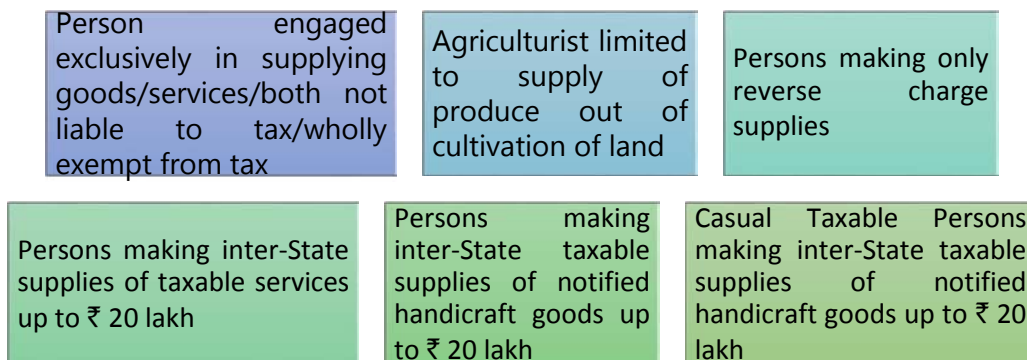 Person engaged
exclusively in supplying
goods/services/both not
liable to tax/wholly
exempt from tax
Agriculturist limited
to supply of
produce out of
cultivation of land
Persons making only
reverse charge
supplies
Persons making inter-State
supplies of taxable services
up to ₹ 20 lakh
Persons making
inter-State taxable
supplies of notified
handicraft goods up
to ₹ 20 lakh
Casual Taxable Persons
making inter-State taxable
supplies of notified
handicraft goods up to ₹ 20
lakh